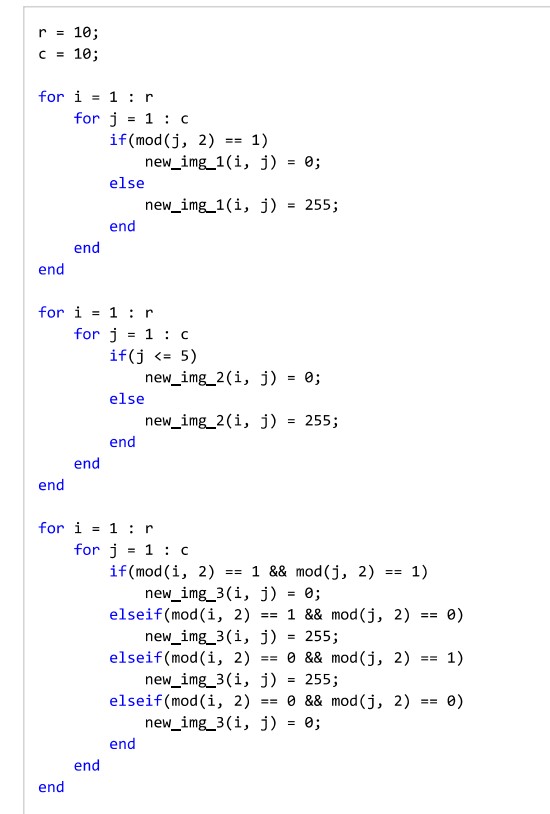 r = 10;
c = 10;
for i = 1 : r
for j = 1 : c
if(mod(j, 2) == 1)
new_img_1(i, j) = 0;
else
new_img_1(i, j) = 255;
end
end
end
for i = 1 : r
for j = 1 : c
if(j <= 5)
new_img_2(i, j) = 0;
else
new_img_2(i, j) = 255;
end
end
end
for i = 1 : r
for j = 1 : c
if(mod(i, 2) == 1 && mod(j, 2) == 1)
new_img_3(i, j) = 0;
elseif(mod(i, 2) == 1 && mod(j, 2) == 0)
new_img_3(i, j) = 255;
elseif(mod(i, 2) == 0 && mod(j, 2) == 1)
new_img_3(i, j) = 255;
elseif(mod(i, 2) == 0 && mod(j, 2) == 0)
new_img_3(i, j) = 0;
end
end
end